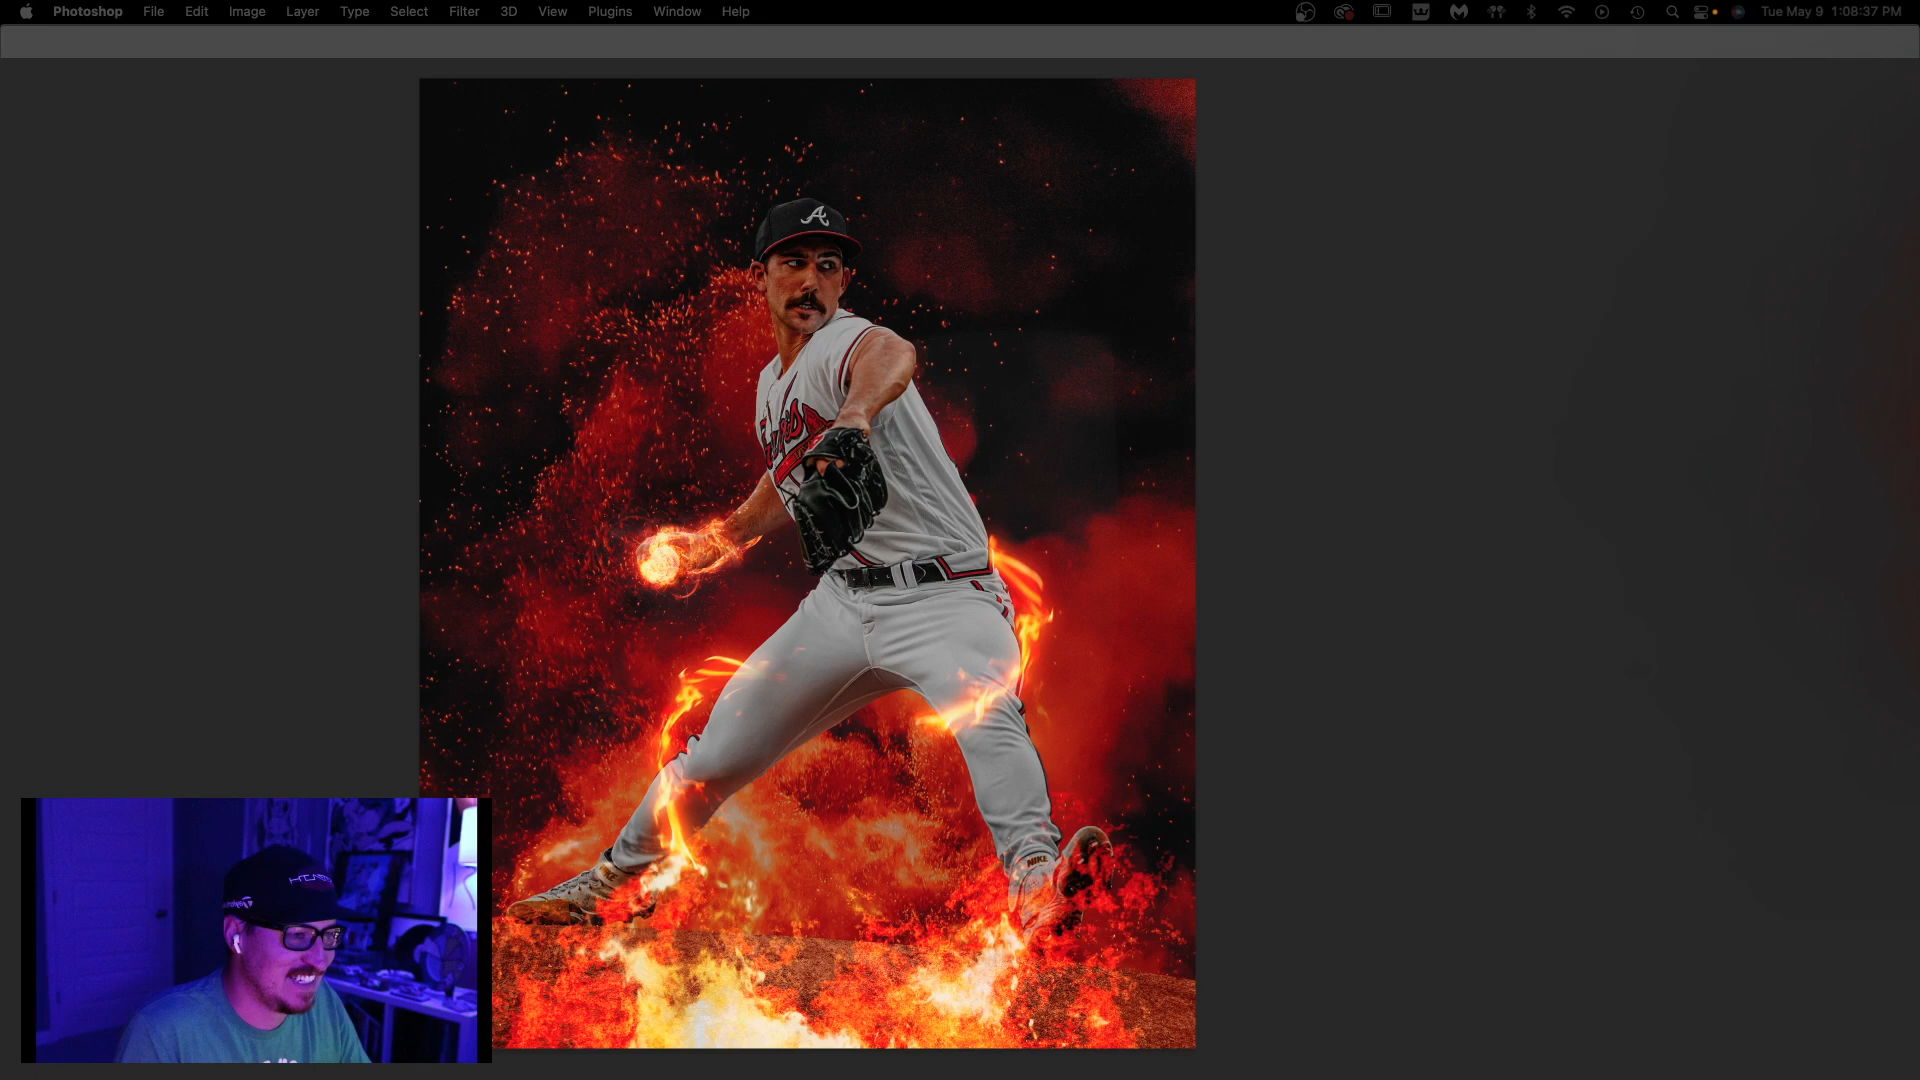 Photoshop File Edit Image Layer Type Select Filter 3D View Plugins Window Help Tue May 9 1:08:37 PM
A
NIKE